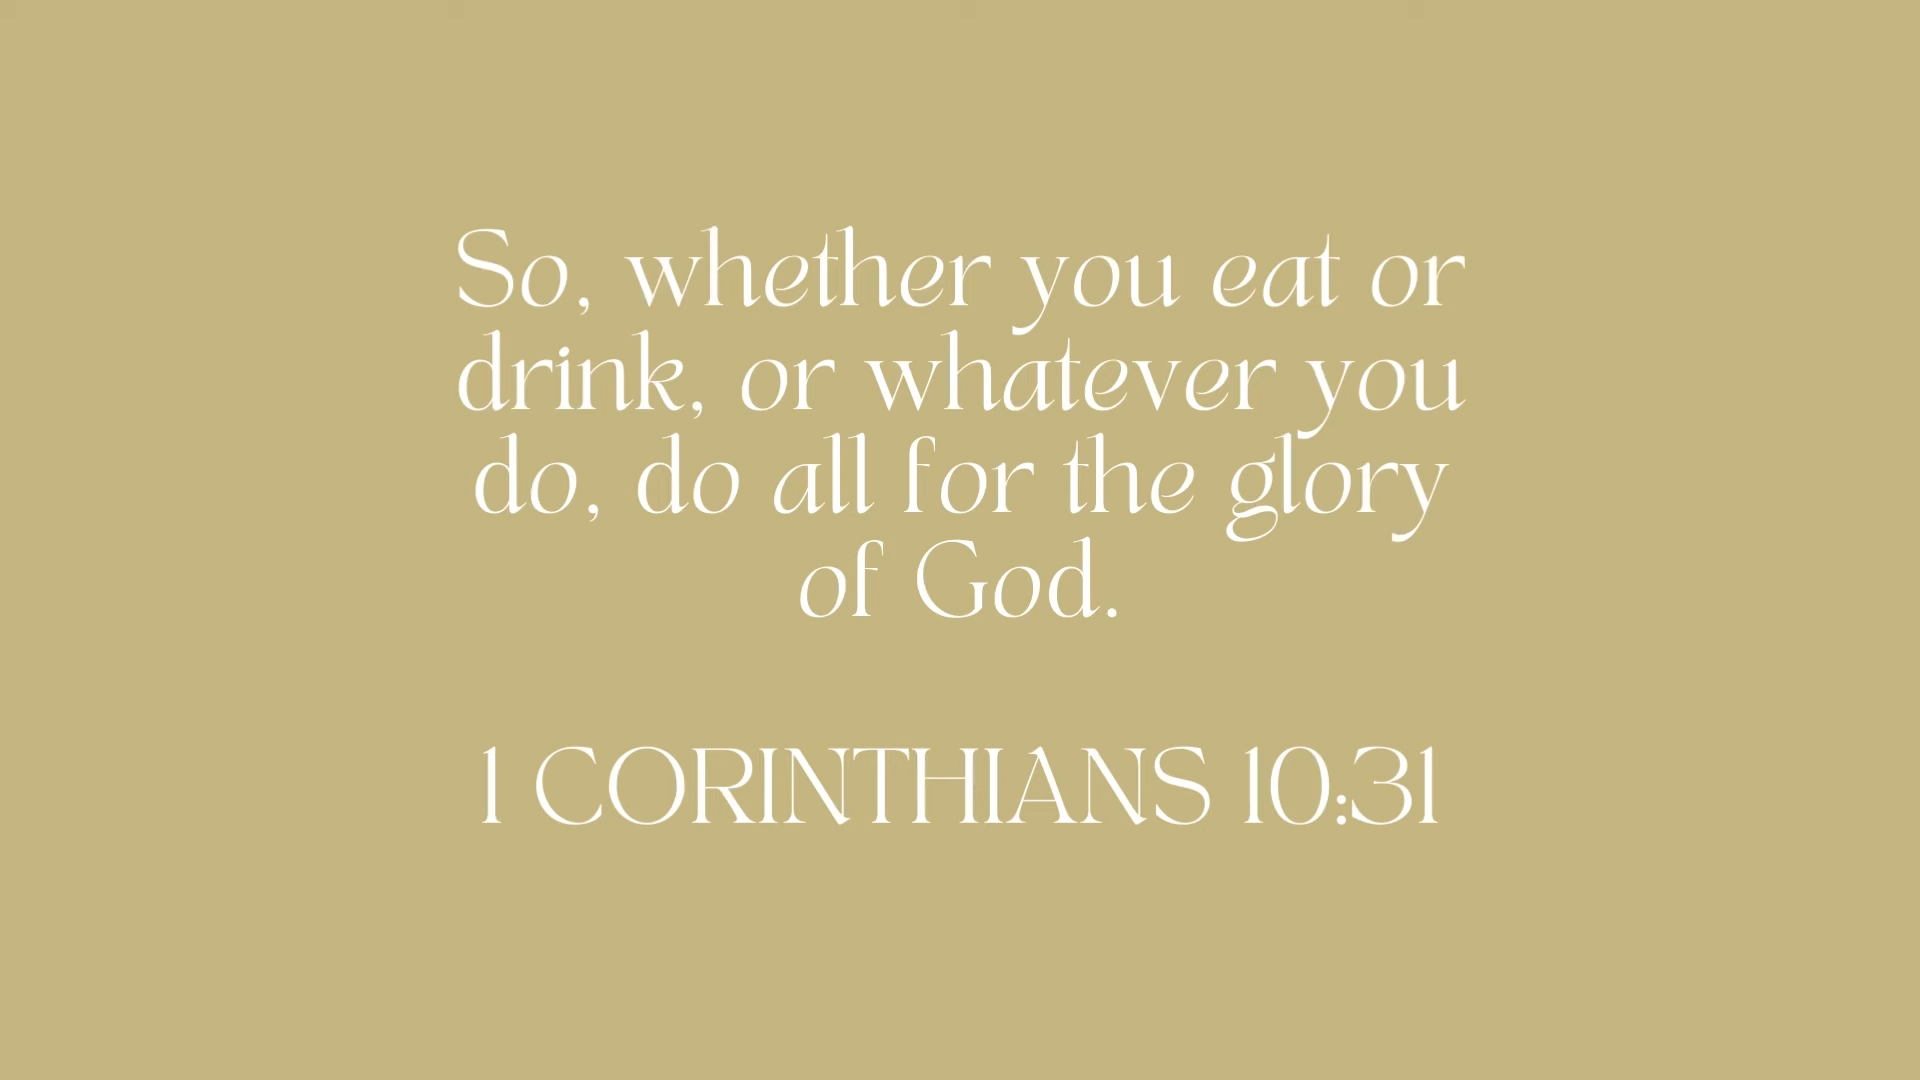 So, whether you eat or
drink, or whatever you
do, do all for the glory
of God.
1 CORINTHIANS 10:31